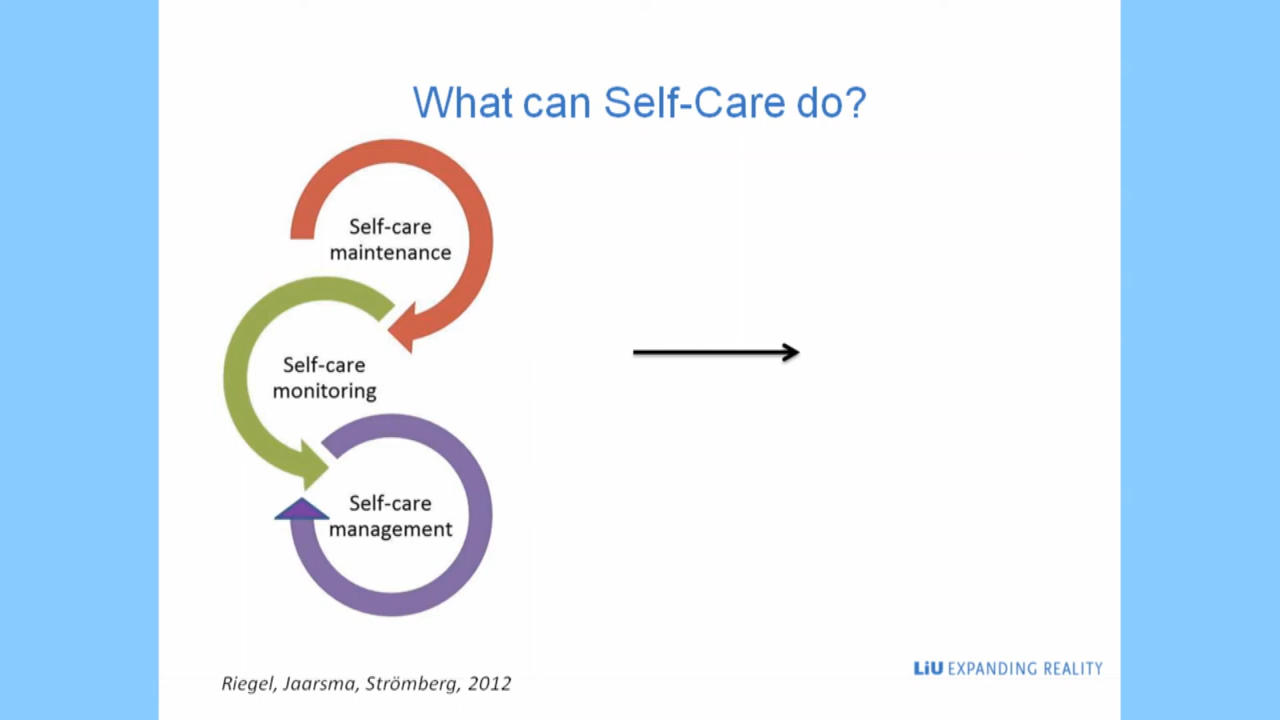 What can Self-Care do?
Self-care
maintenance
Self-care
monitoring
Self-care
management
LiU EXPANDING REALITY
Riegel, Jaarsma, Strömberg, 2012